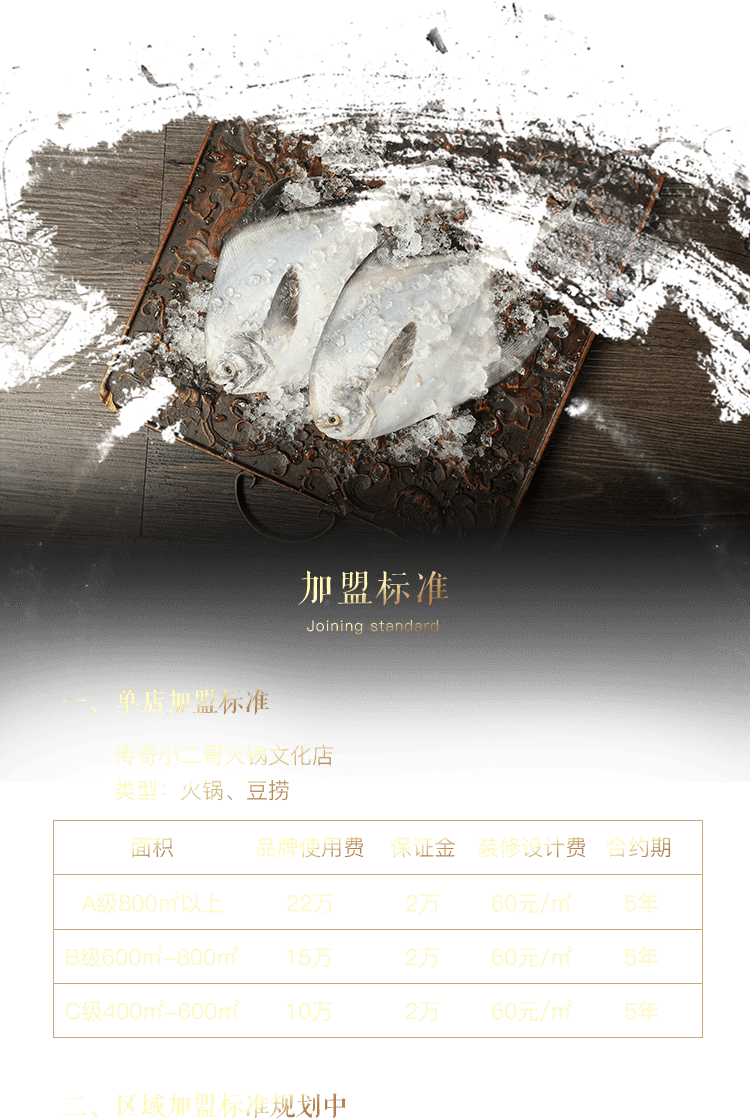 加盟标准
Joining standard
一、单店加盟标准
传奇小二哥火锅文化店
类型：火锅、豆捞
面积 品牌使用费 保证金 装修设计费 合约期
A级800㎡以上 22万 2万 60元/㎡ 5年
B级600㎡-800㎡ 15万 2万 60元/㎡ 5年
C级400㎡-600㎡ 10万 2万 60元/㎡ 5年
二、区域加盟标准规划中